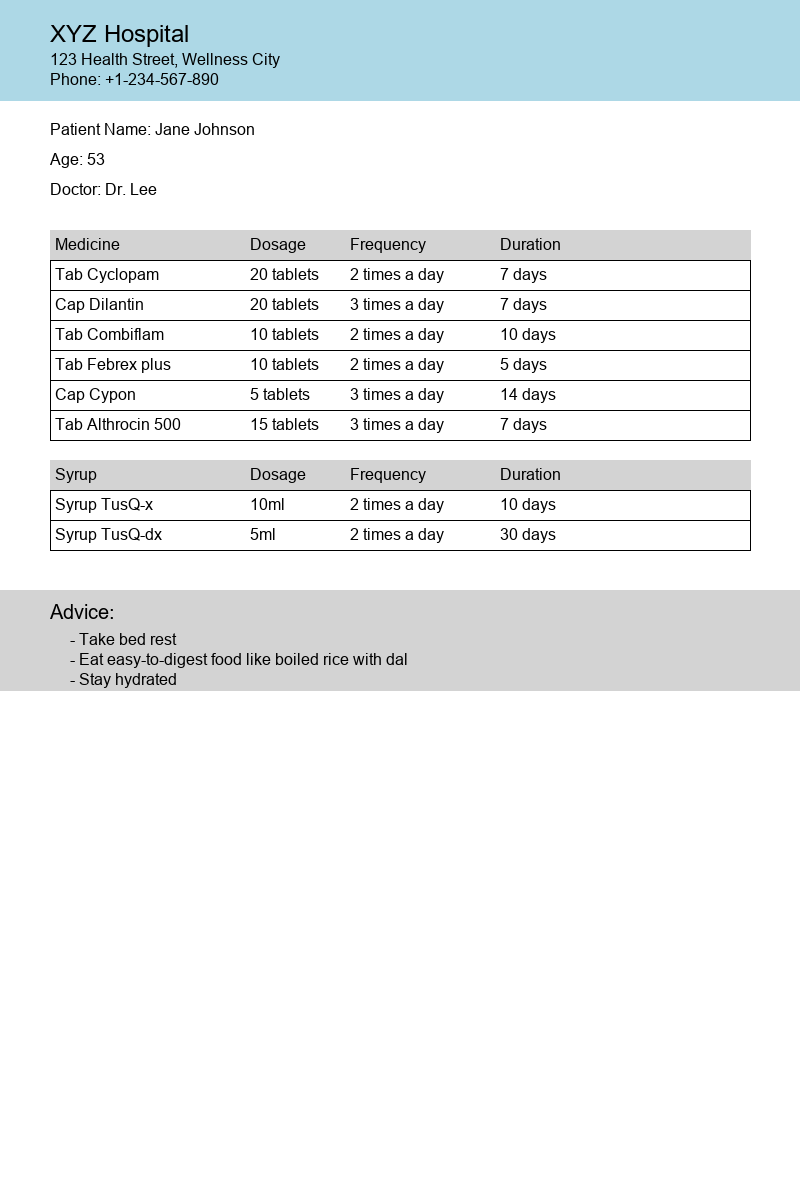 XYZ Hospital
123 Health Street, Wellness City
Phone: +1-234-567-890
Patient Name: Jane Johnson
Age: 53
Doctor: Dr. Lee
Medicine Dosage Frequency Duration
Tab Cyclopam 20 tablets 2 times a day 7 days
Cap Dilantin 20 tablets 3 times a day 7 days
Tab Combiflam 10 tablets 2 times a day 10 days
Tab Febrex plus 10 tablets 2 times a day 5 days
Cap Cypon 5 tablets 3 times a day 14 days
Tab Althrocin 500 15 tablets 3 times a day 7 days
Syrup Dosage Frequency Duration
Syrup TusQ-x 10ml 2 times a day 10 days
Syrup TusQ-dx 5ml 2 times a day 30 days
Advice:
- Take bed rest
- Eat easy-to-digest food like boiled rice with dal
- Stay hydrated